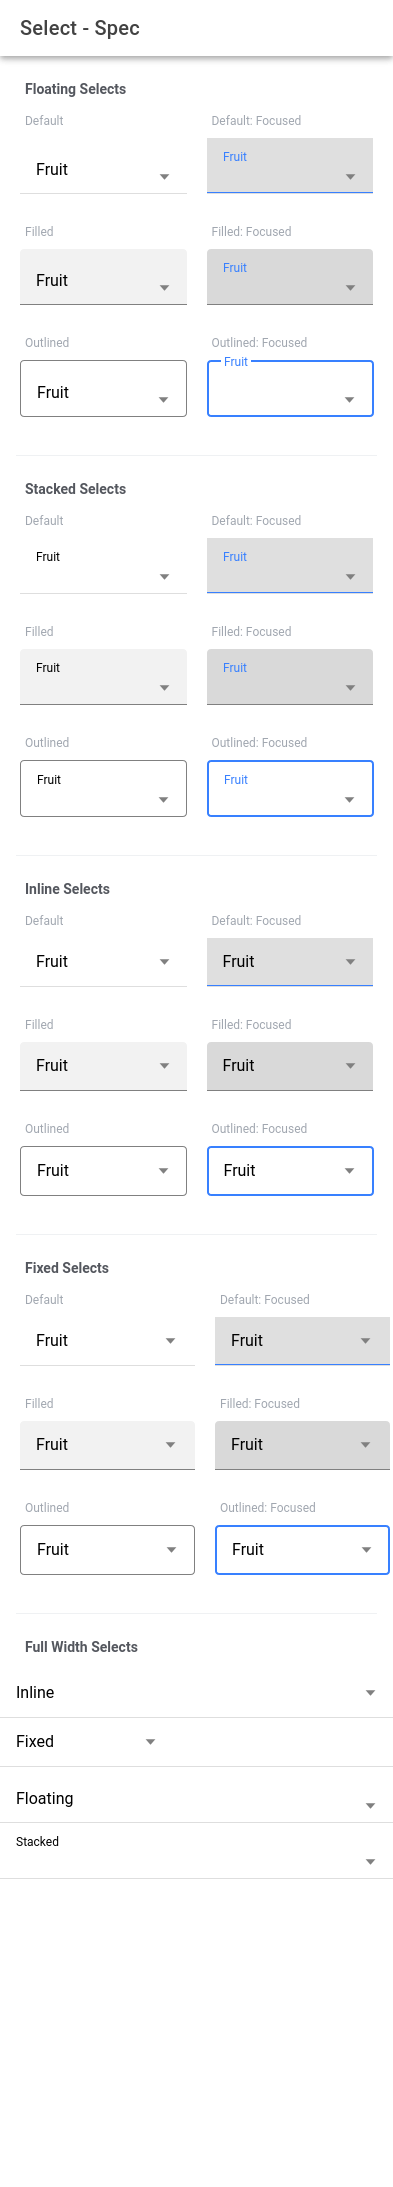 Select - Spec
Floating Selects
Default Default: Focused
Fruit Fruit
Filled Filled: Focused
Fruit Fruit
Outlined Outlined: Focused
Fruit Fruit
Stacked Selects
Default Default: Focused
Fruit Fruit
Filled Filled: Focused
Fruit Fruit
Outlined Outlined: Focused
Fruit Fruit
Inline Selects
Default Default: Focused
Fruit Fruit
Filled Filled: Focused
Fruit Fruit
Outlined Outlined: Focused
Fruit Fruit
Fixed Selects
Default Default: Focused
Fruit Fruit
Filled Filled: Focused
Fruit Fruit
Outlined Outlined: Focused
Fruit Fruit
Full Width Selects
Inline
Fixed
Floating
Stacked